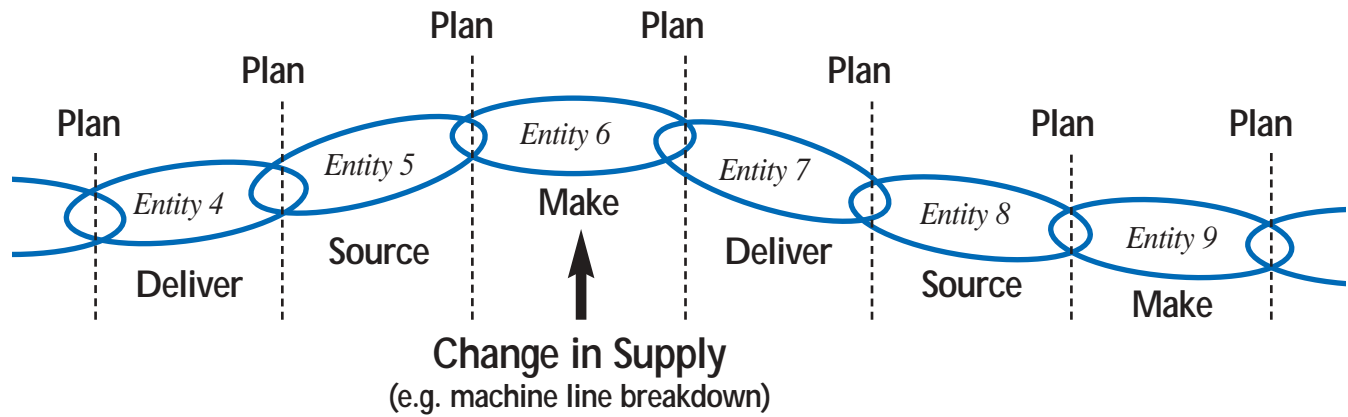 Plan
Plan
Plan
Plan
Plan
Plan
Plan
Entity 4
Entity 5
Entity 6
Entity 7
Entity 8
Entity 9
Deliver
Source
Make
Deliver
Source
Make
Change in Supply
(e.g. machine line breakdown)